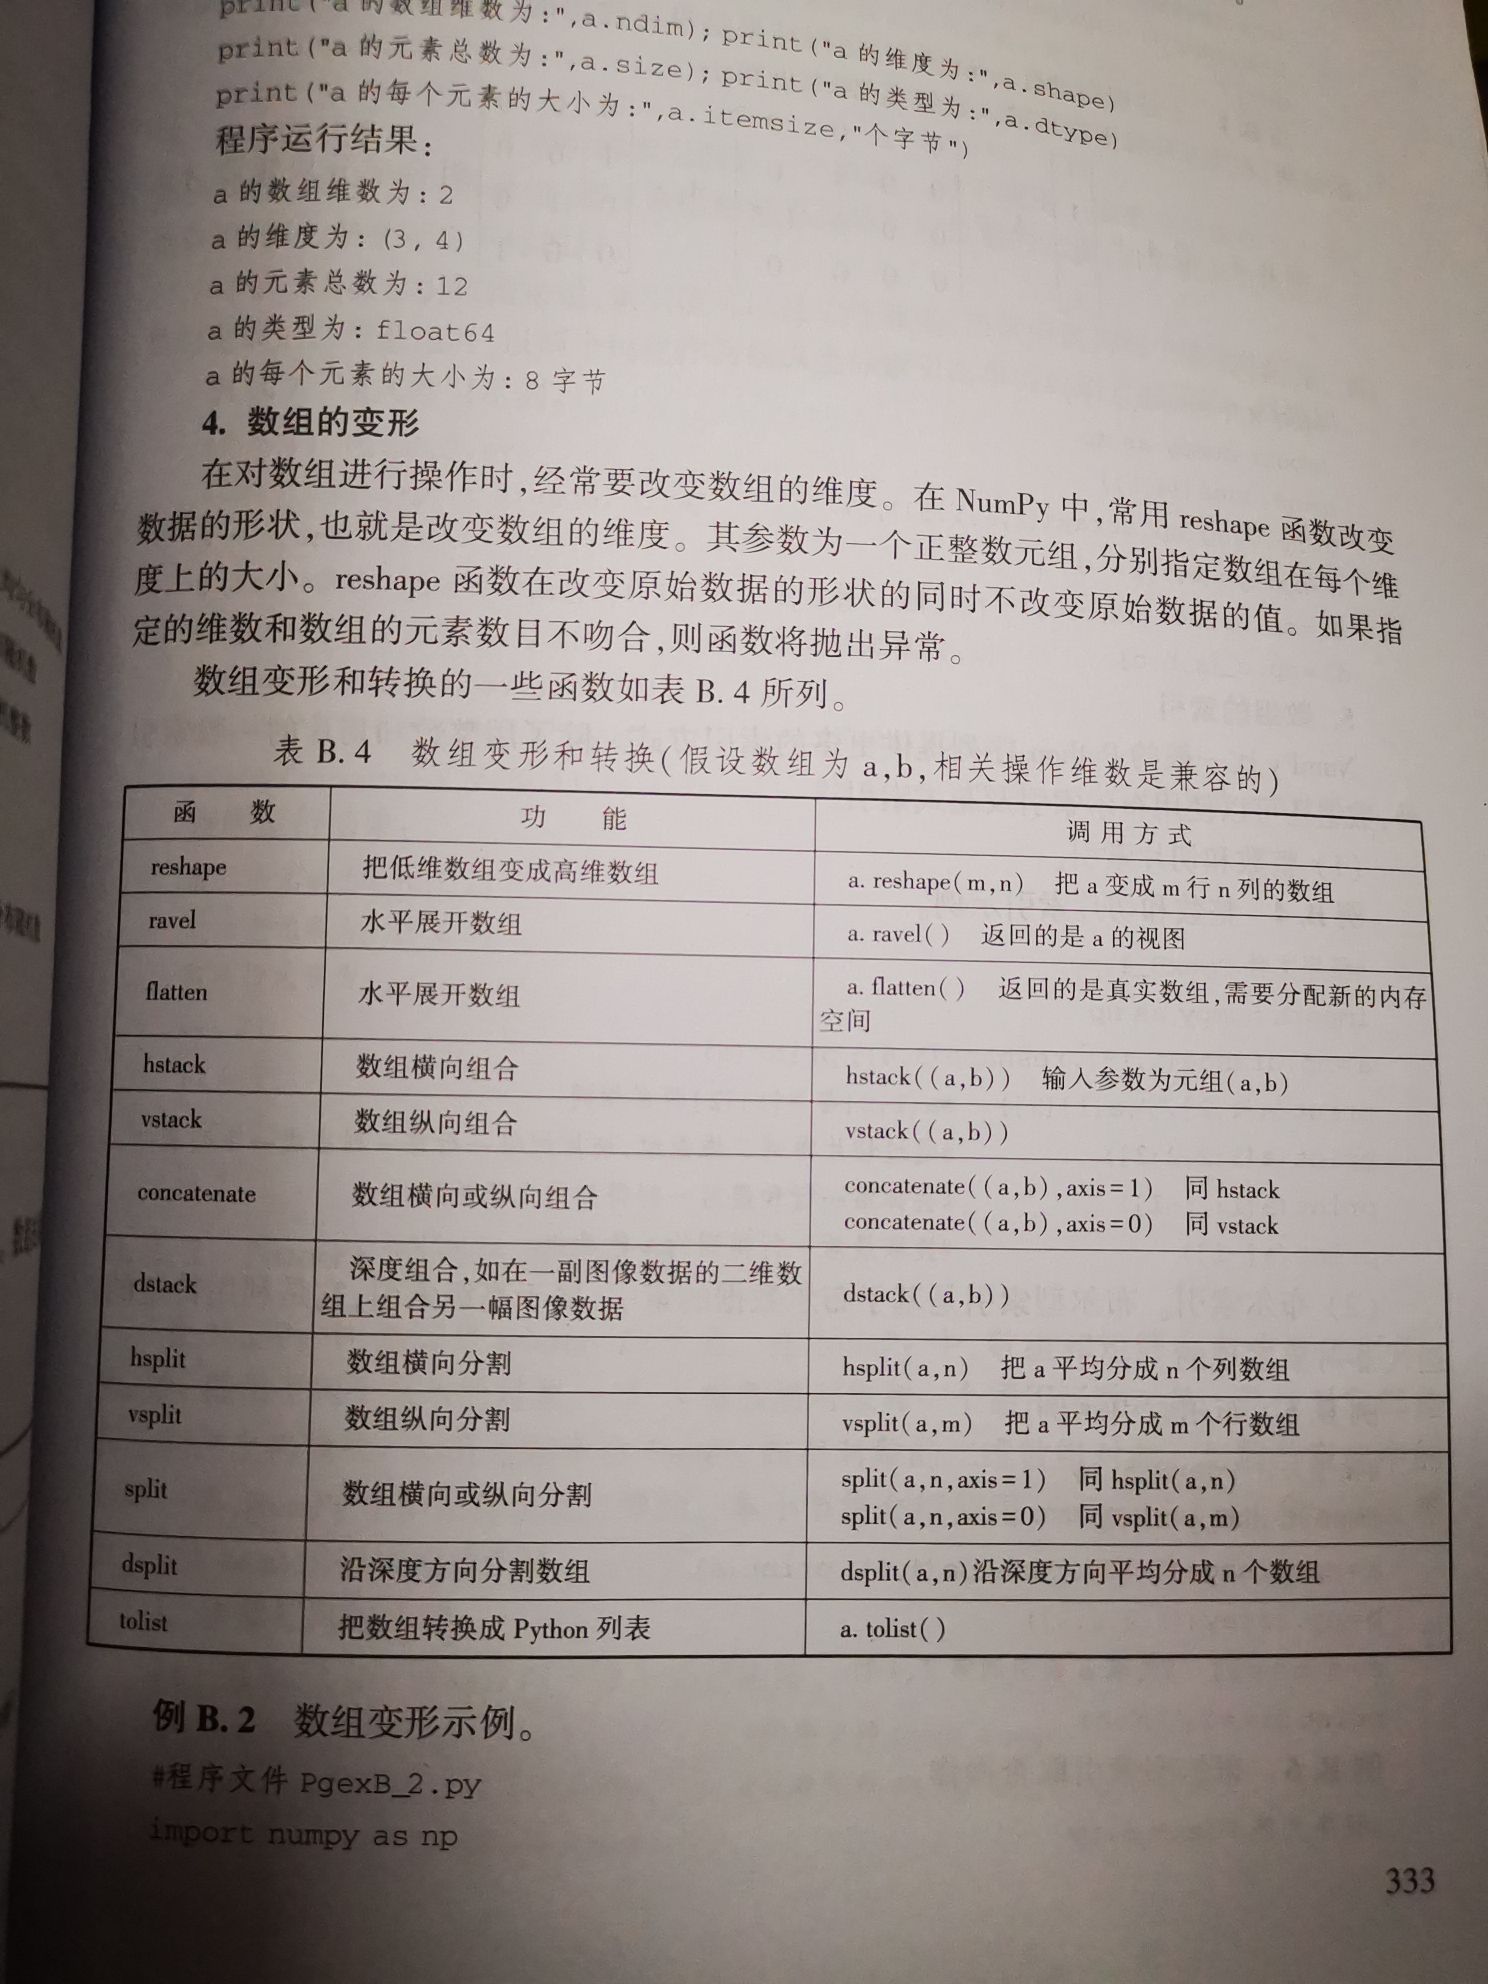 print("a 的数组维数为:",a.ndim); print("a 的维度为:",a.shape)
print("a 的元素总数为:",a.size); print("a 的类型为:",a.dtype)
print("a 的每个元素的大小为:",a.itemsize,"个字节")
程序运行结果:
a 的数组维数为: 2
a 的维度为: (3, 4)
a 的元素总数为: 12
a 的类型为: float64
a 的每个元素的大小为: 8 字节
4. 数组的变形
在对数组进行操作时,经常要改变数组的维度。在 NumPy 中,常用 reshape 函数改变
数据的形状,也就是改变数组的维度。其参数为一个正整数元组,分别指定数组在每个维
度上的大小。reshape 函数在改变原始数据的形状的同时不改变原始数据的值。如果指
定的维数和数组的元素数目不吻合,则函数将抛出异常。
数组变形和转换的一些函数如表 B.4 所列。
表 B.4 数组变形和转换(假设数组为 a,b,相关操作维数是兼容的)
函 数 功 能 调用方式
reshape 把低维数组变成高维数组 a. reshape(m,n) 把 a 变成 m 行 n 列的数组
ravel 水平展开数组 a. ravel( ) 返回的是 a 的视图
flatten 水平展开数组 a. flatten( ) 返回的是真实数组,需要分配新的内存
空间
hstack 数组横向组合 hstack((a,b)) 输入参数为元组(a,b)
vstack 数组纵向组合 vstack((a,b))
concatenate 数组横向或纵向组合 concatenate((a,b),axis=1) 同 hstack
concatenate((a,b),axis=0) 同 vstack
dstack 深度组合,如在一副图像数据的二维数 dstack((a,b))
组上组合另一幅图像数据
hsplit 数组横向分割 hsplit(a,n) 把 a 平均分成 n 个列数组
vsplit 数组纵向分割 vsplit(a,m) 把 a 平均分成 m 个行数组
split 数组横向或纵向分割 split(a,n,axis=1) 同 hsplit(a,n)
split(a,n,axis=0) 同 vsplit(a,m)
dsplit 沿深度方向分割数组 dsplit(a,n)沿深度方向平均分成 n 个数组
tolist 把数组转换成 Python 列表 a. tolist( )
例 B.2 数组变形示例。
#程序文件 PgexB_2.py
import numpy as np
333